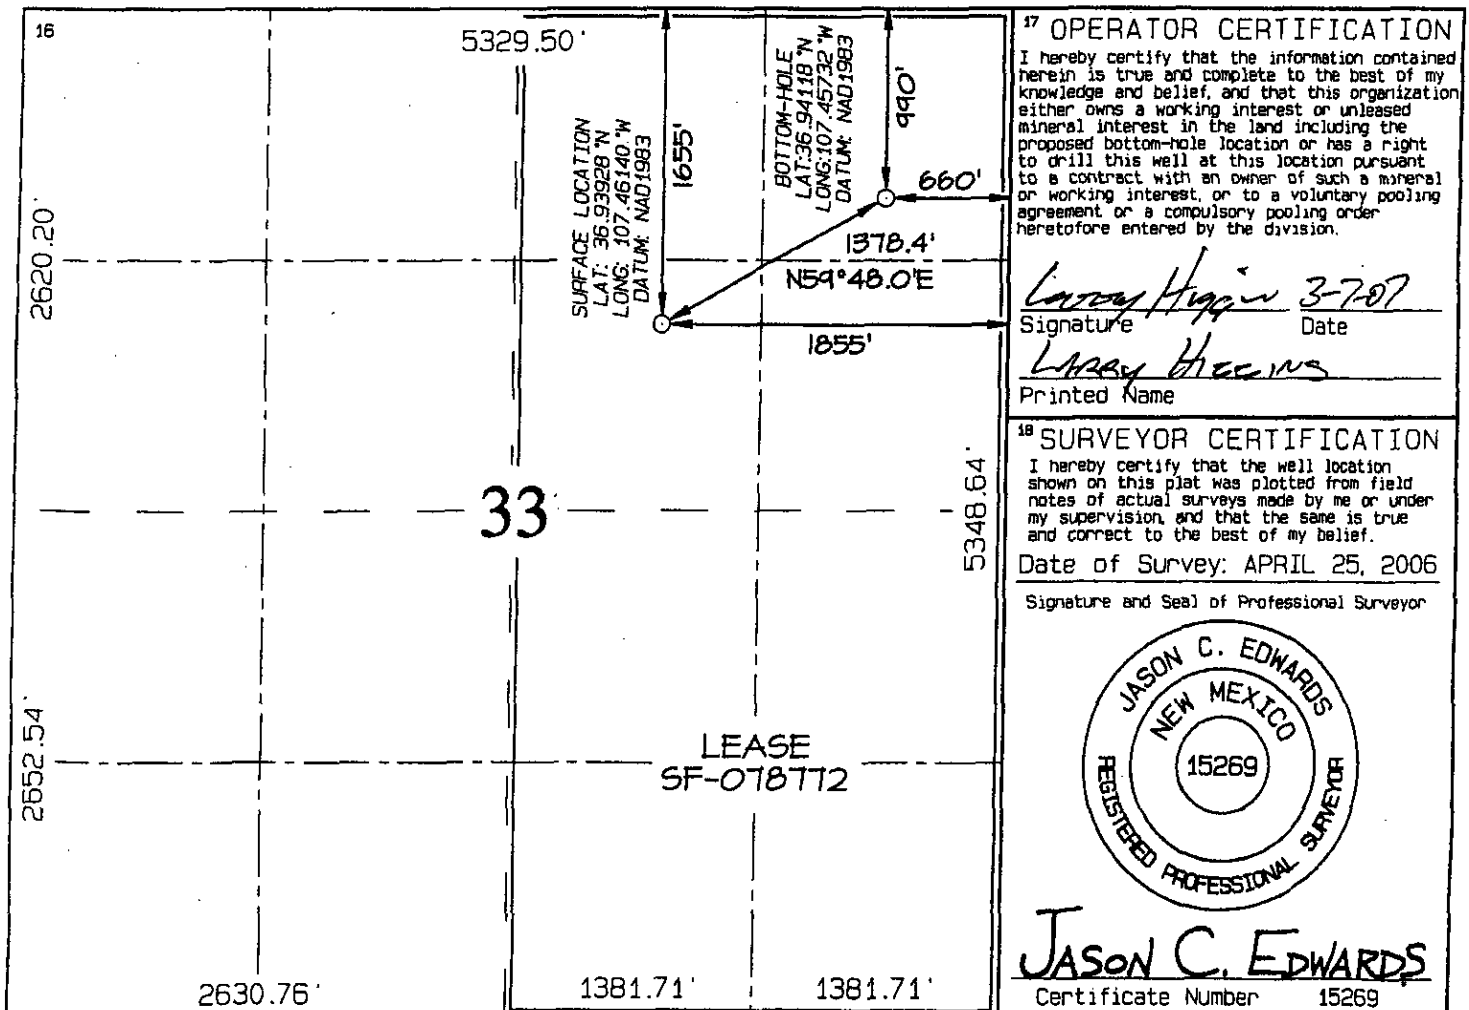 16
5329.50'
2620.20'
2652.54'
SURFACE LOCATION
LAT: 36.93928 °N
LONG: 107.46140 °W
DATUM: NAD1983
1655'
BOTTOM-HOLE
LAT:36.94118 °N
LONG:107.45732 °W
DATUM: NAD1983
990'
660'
1378.4'
N59°48.0'E
1855'
33
5348.64'
LEASE
SF-078772
2630.76'
1381.71'
1381.71'
17 OPERATOR CERTIFICATION
I hereby certify that the information contained
herein is true and complete to the best of my
knowledge and belief, and that this organization
either owns a working interest or unleased
mineral interest in the land including the
proposed bottom-hole location or has a right
to drill this well at this location pursuant
to a contract with an owner of such a mineral
or working interest, or to a voluntary pooling
agreement or a compulsory pooling order
heretofore entered by the division.
Larry Higgins 3-7-07
Signature Date
LARRY HIGGINS
Printed Name
18 SURVEYOR CERTIFICATION
I hereby certify that the well location
shown on this plat was plotted from field
notes of actual surveys made by me or under
my supervision, and that the same is true
and correct to the best of my belief.
Date of Survey: APRIL 25, 2006
Signature and Seal of Professional Surveyor
JASON C. EDWARDS
NEW MEXICO
15269
REGISTERED PROFESSIONAL SURVEYOR
JASON C. EDWARDS
Certificate Number 15269